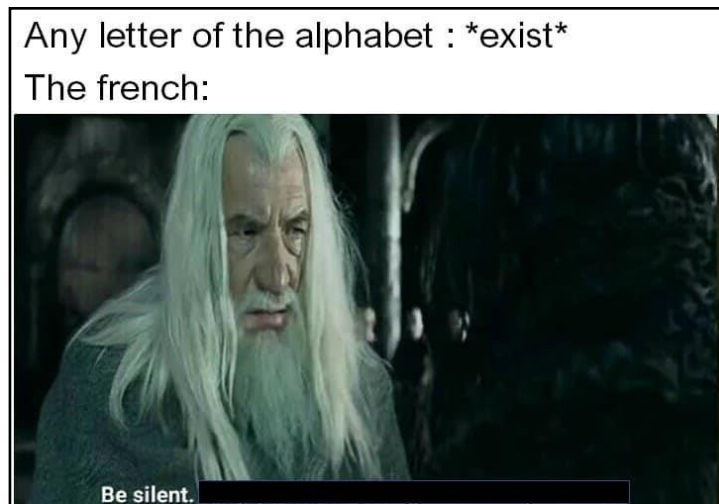 Any letter of the alphabet : *exist*
The french:
Be silent.